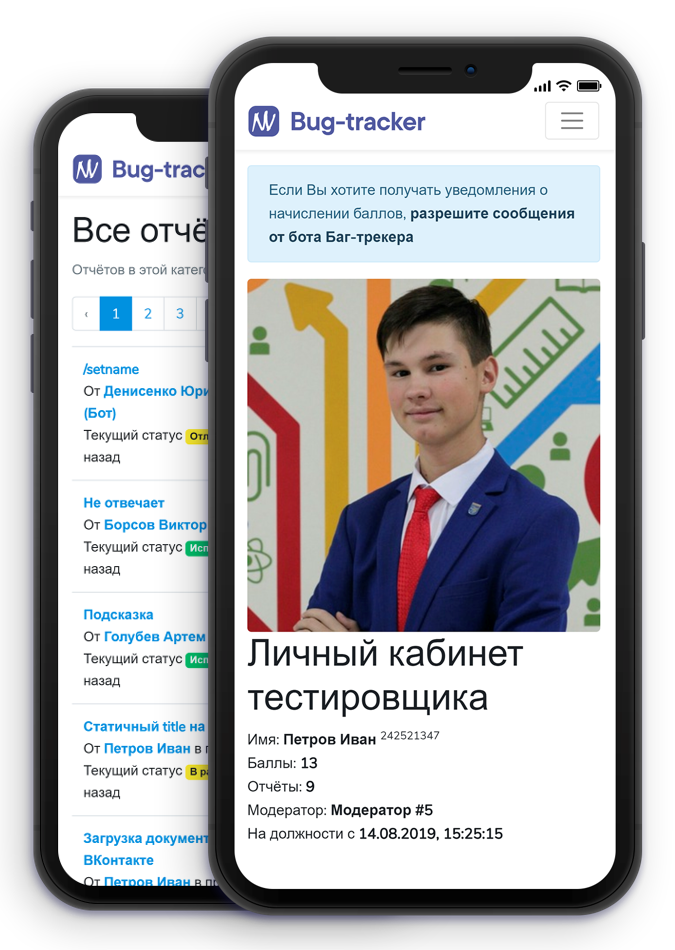 Bug-trac
Все отчё
Отчётов в этой катег
‹ 1 2 3
/setname
От Денисенко Юри
(Бот)
Текущий статус Отл
назад
Не отвечает
От Борсов Виктор
Текущий статус Исп
назад
Подсказка
От Голубев Артем
Текущий статус Исп
назад
Статичный title на
От Петров Иван в п
Текущий статус В ра
назад
Загрузка документ
ВКонтакте
От Петров Иван в пр
Bug-tracker
Если Вы хотите получать уведомления о
начислении баллов, разрешите сообщения
от бота Баг-трекера
Личный кабинет
тестировщика
Имя: Петров Иван 242521347
Баллы: 13
Отчёты: 9
Модератор: Модератор #5
На должности с 14.08.2019, 15:25:15